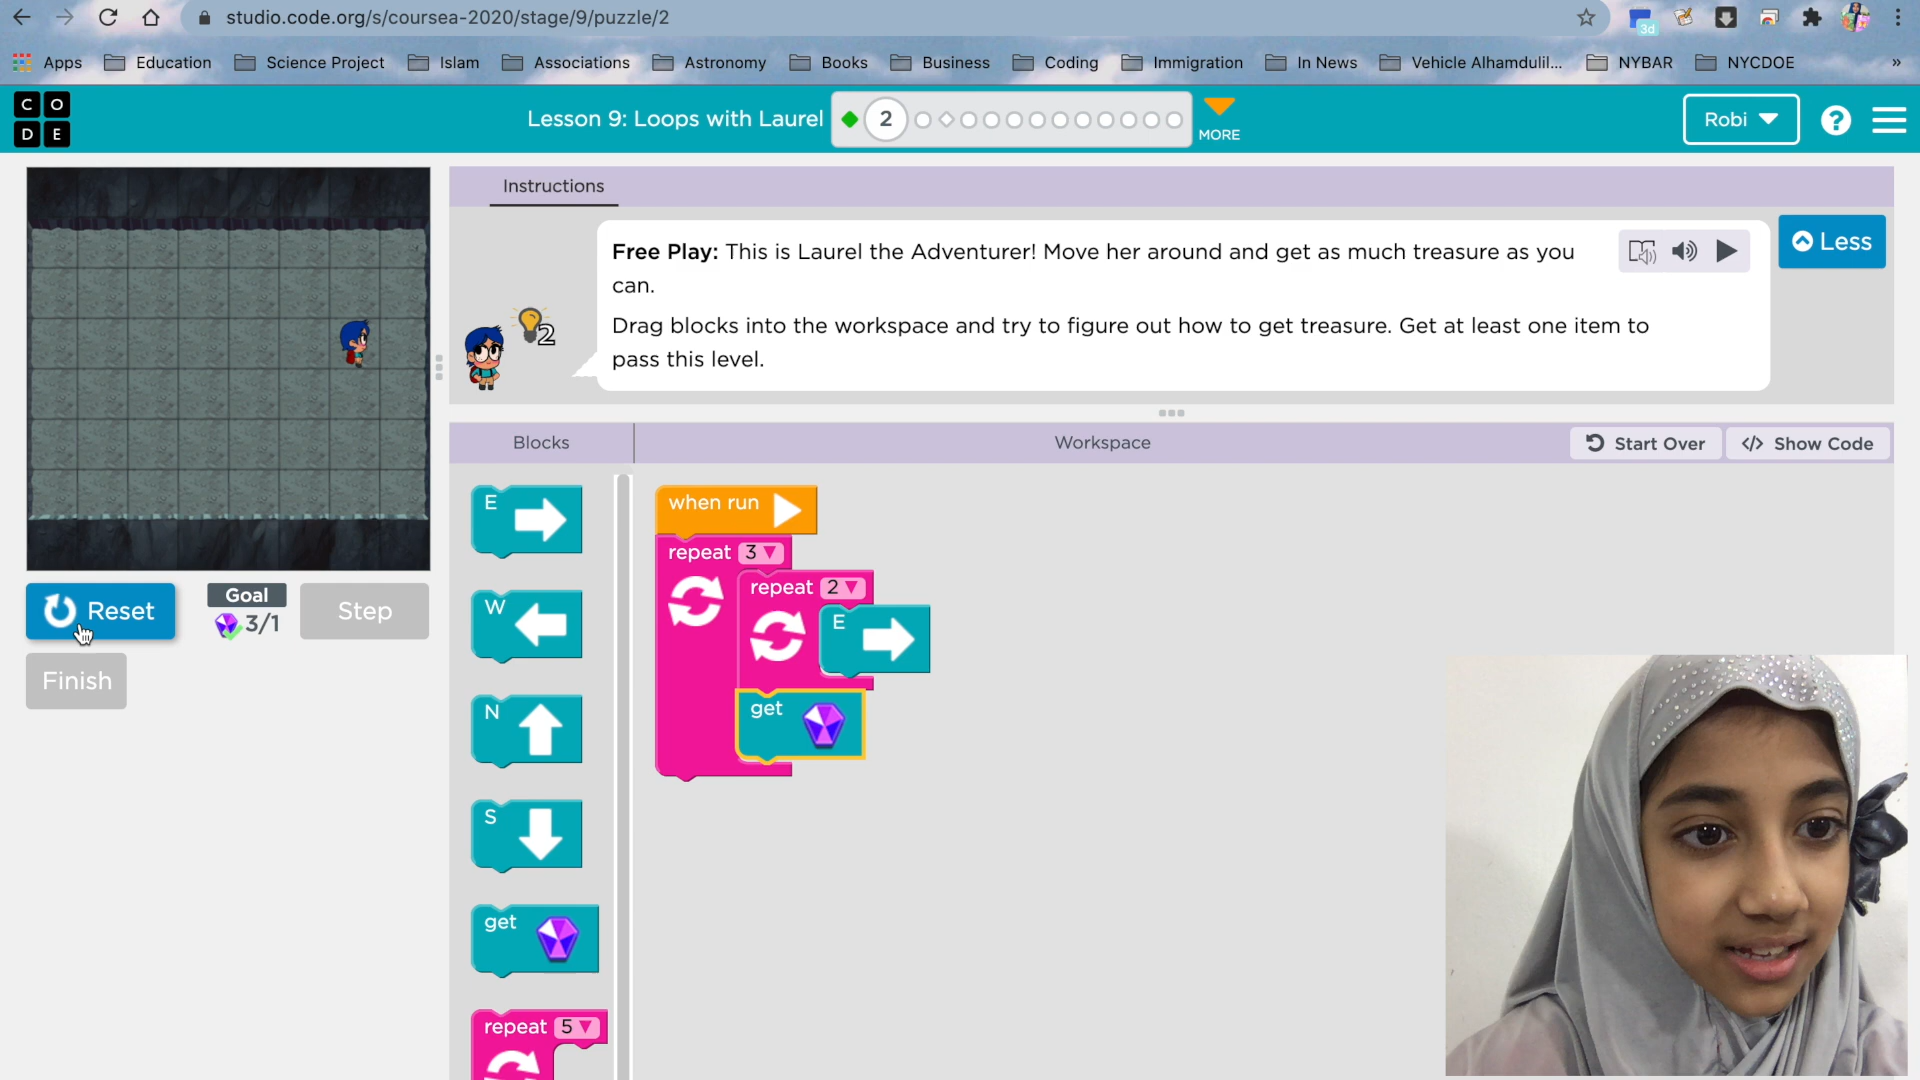 studio.code.org/s/coursea-2020/stage/9/puzzle/2
3d
Apps Education Science Project Islam Associations Astronomy Books Business Coding Immigration In News Vehicle Alhamdulil... NYBAR NYCDOE »
C O
D E
Lesson 9: Loops with Laurel 2
MORE
Robi ?
Instructions
Free Play: This is Laurel the Adventurer! Move her around and get as much treasure as you
can.
Drag blocks into the workspace and try to figure out how to get treasure. Get at least one item to
pass this level.
2
Less
Blocks
Workspace
Start Over
</> Show Code
Reset
Goal
3/1
Step
Finish
E
W
N
S
get
repeat 5
when run
repeat 3
repeat 2
E
get